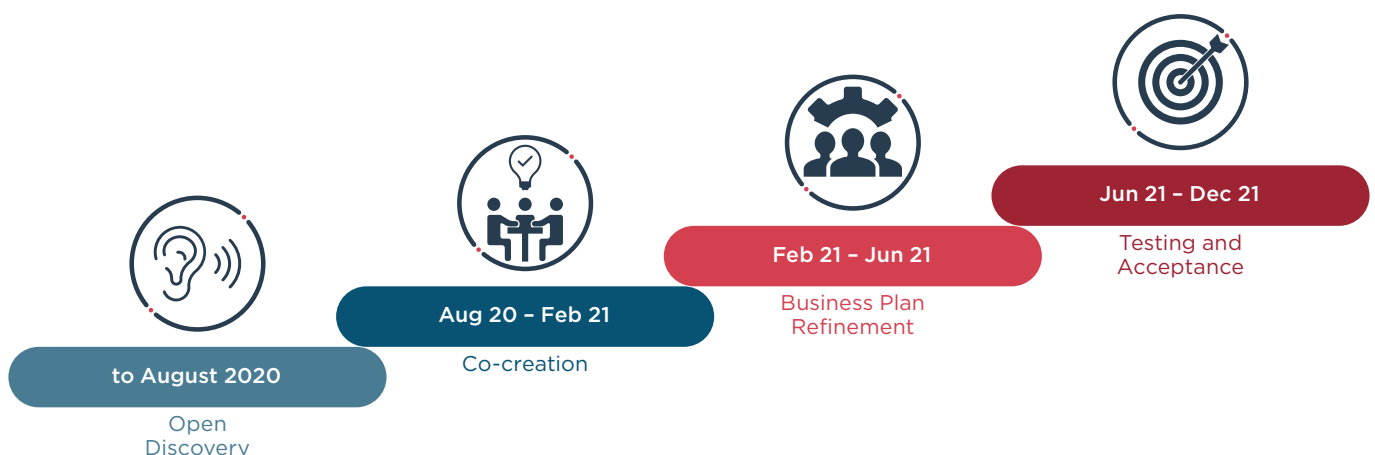 to August 2020
Open
Discovery
Aug 20 – Feb 21
Co-creation
Feb 21 – Jun 21
Business Plan
Refinement
Jun 21 – Dec 21
Testing and
Acceptance